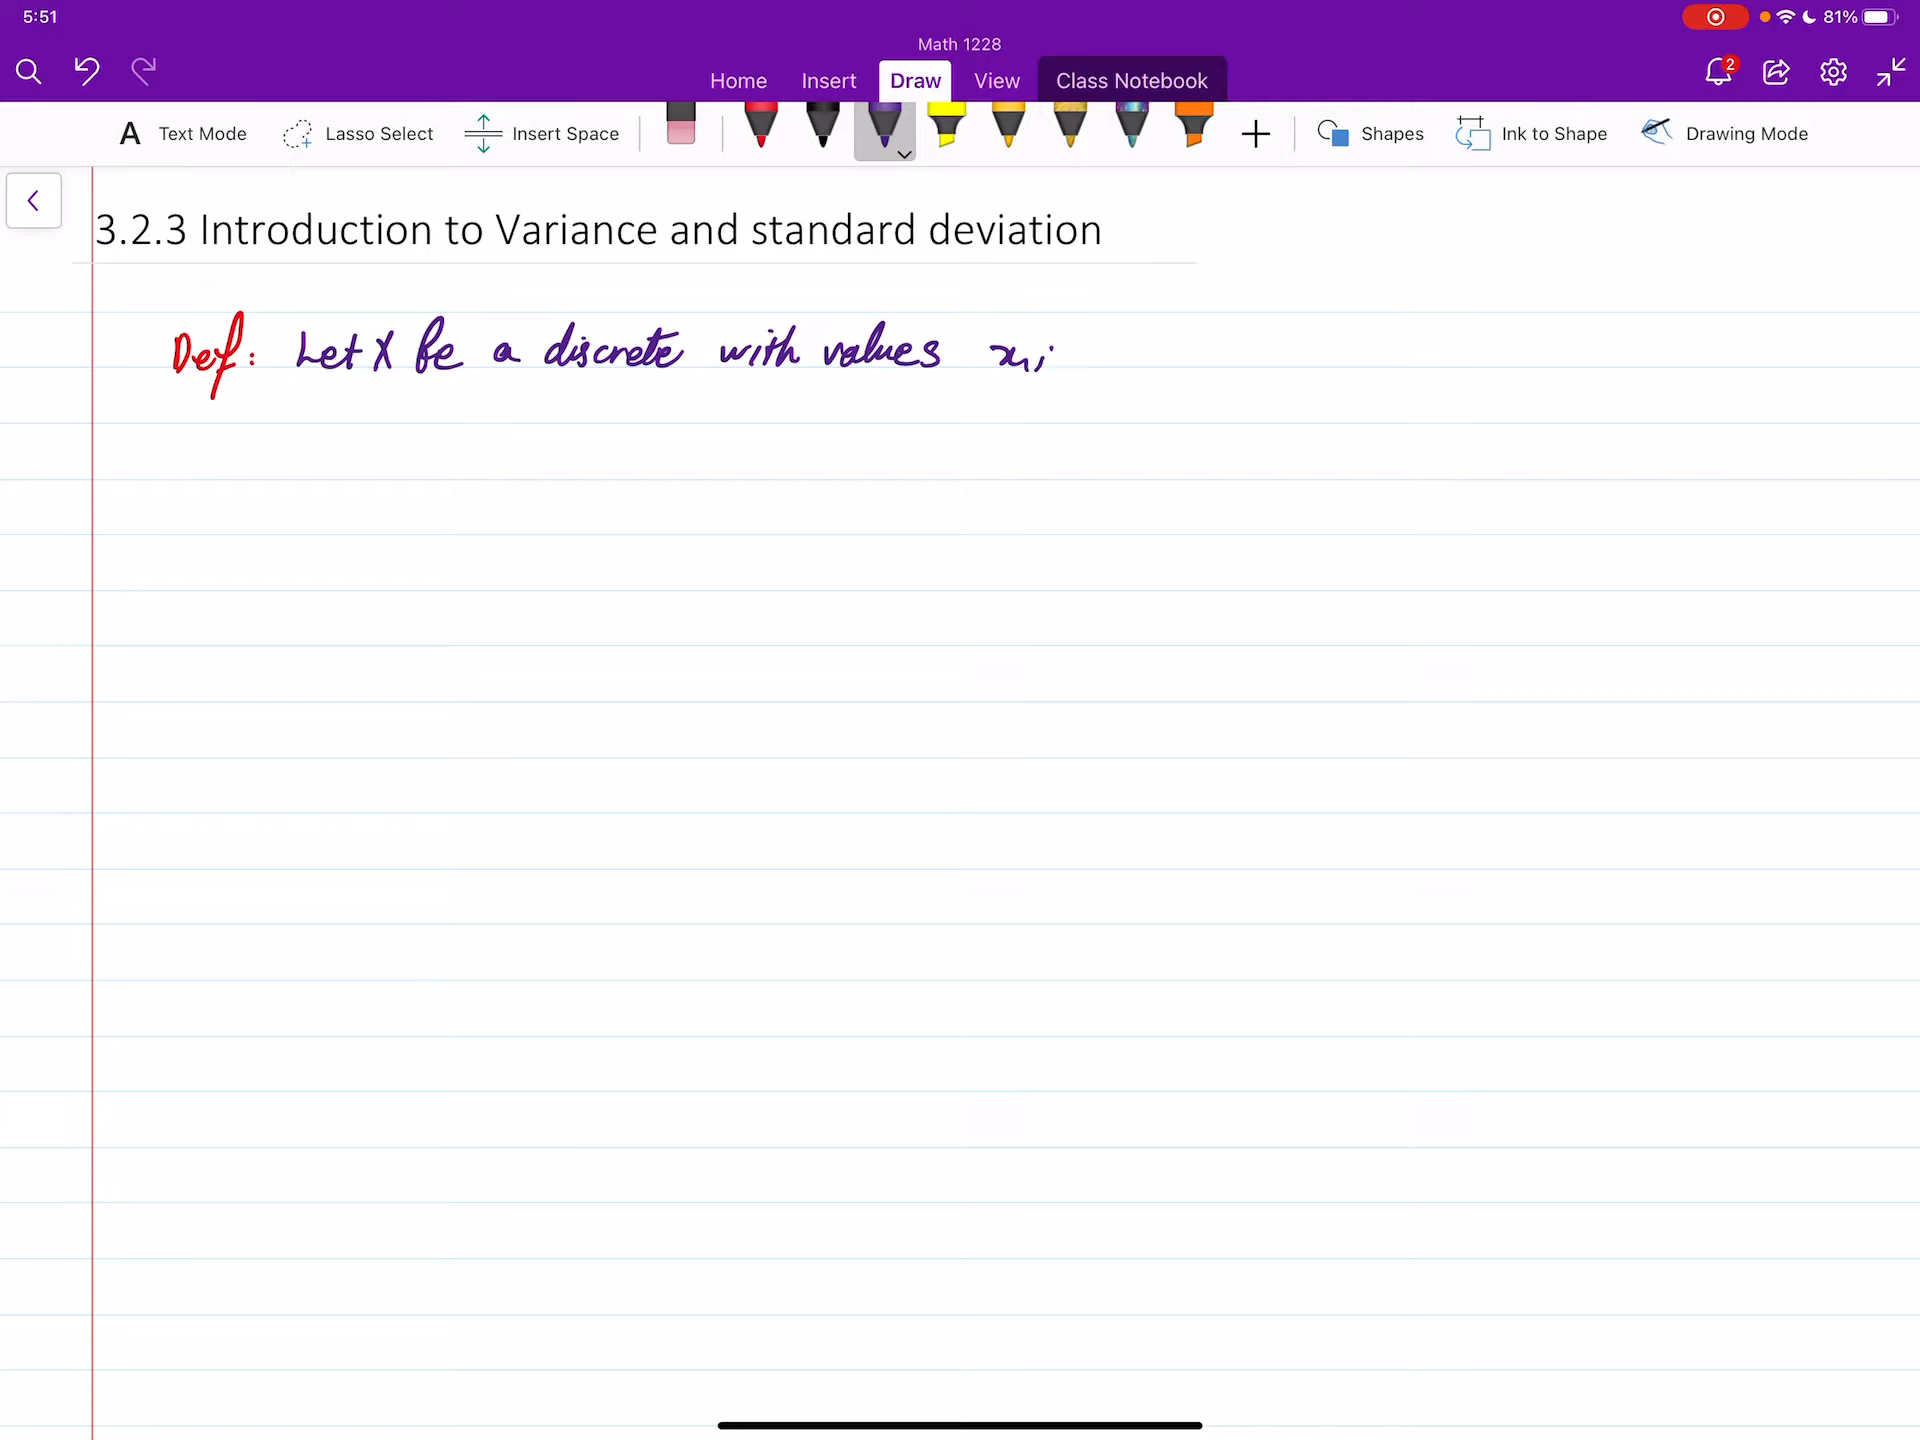 5:51
81%
Math 1228
Home Insert Draw View Class Notebook
2
A Text Mode Lasso Select Insert Space Shapes Ink to Shape Drawing Mode
3.2.3 Introduction to Variance and standard deviation
Def: Let X be a discrete with values x₁,